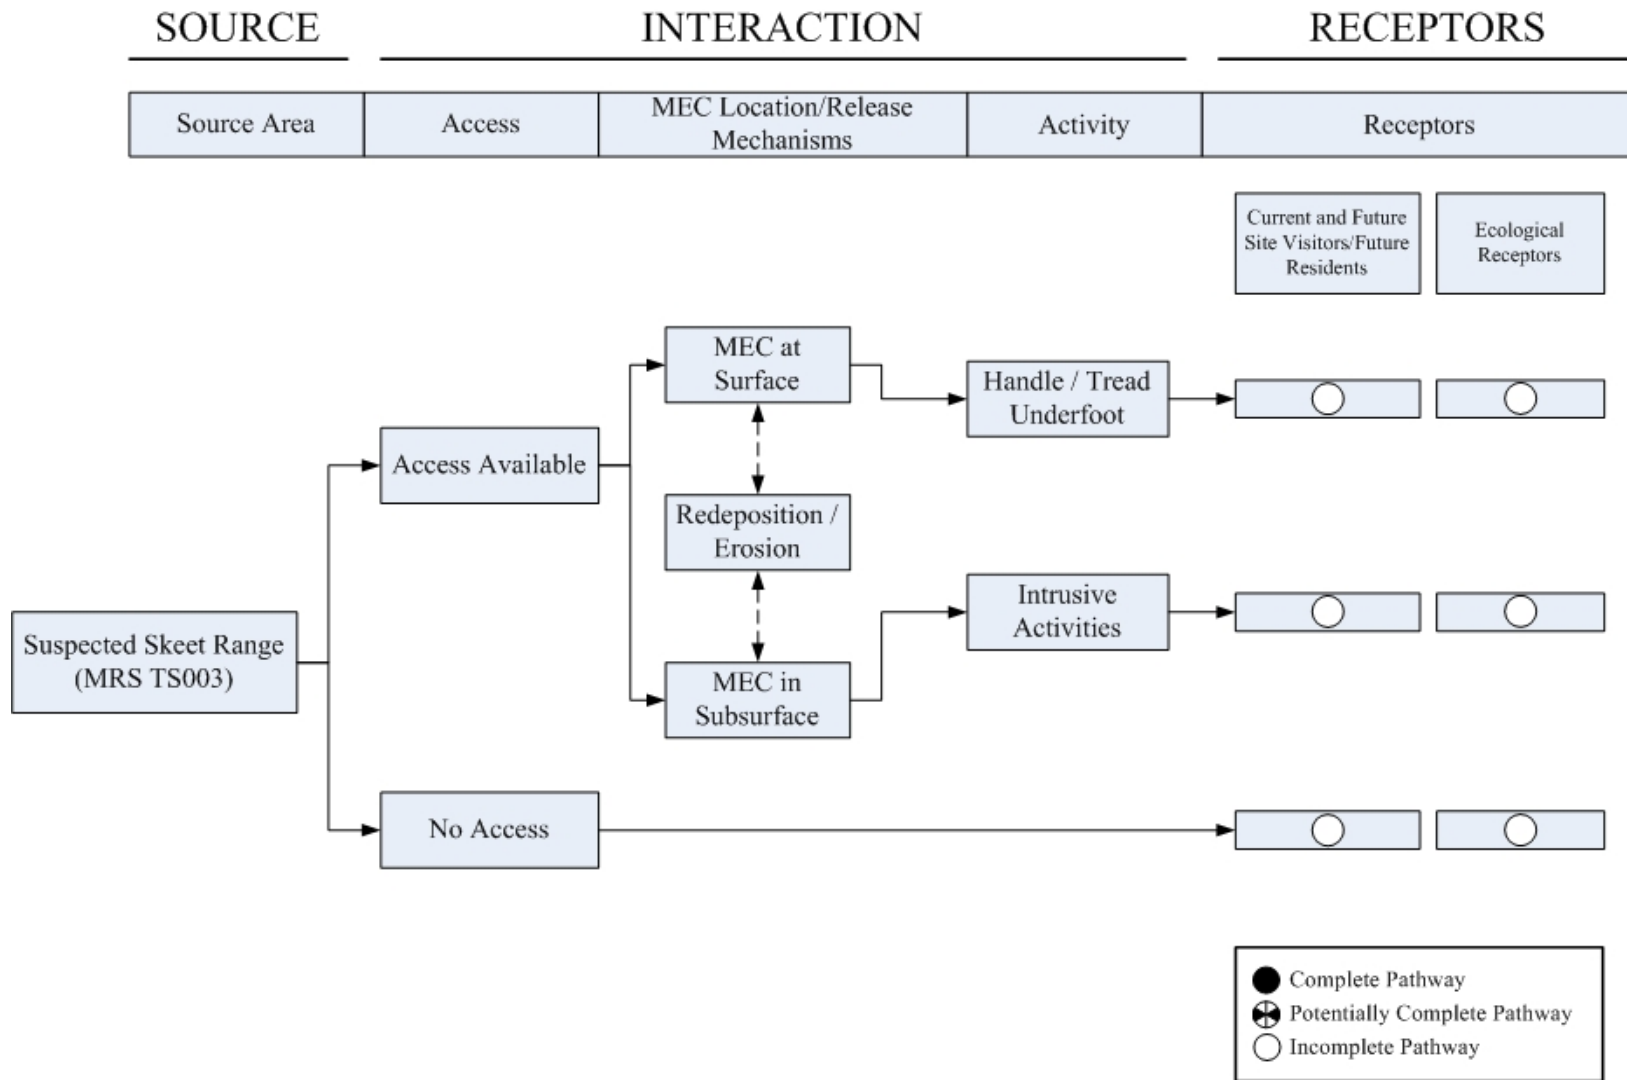 SOURCE
INTERACTION
RECEPTORS
Source Area
Access
MEC Location/Release
Mechanisms
Activity
Receptors
Current and Future
Site Visitors/Future
Residents
Ecological
Receptors
MEC at
Surface
Handle / Tread
Underfoot
Access Available
Redeposition /
Erosion
Intrusive
Activities
Suspected Skeet Range
(MRS TS003)
MEC in
Subsurface
No Access
Complete Pathway
Potentially Complete Pathway
Incomplete Pathway